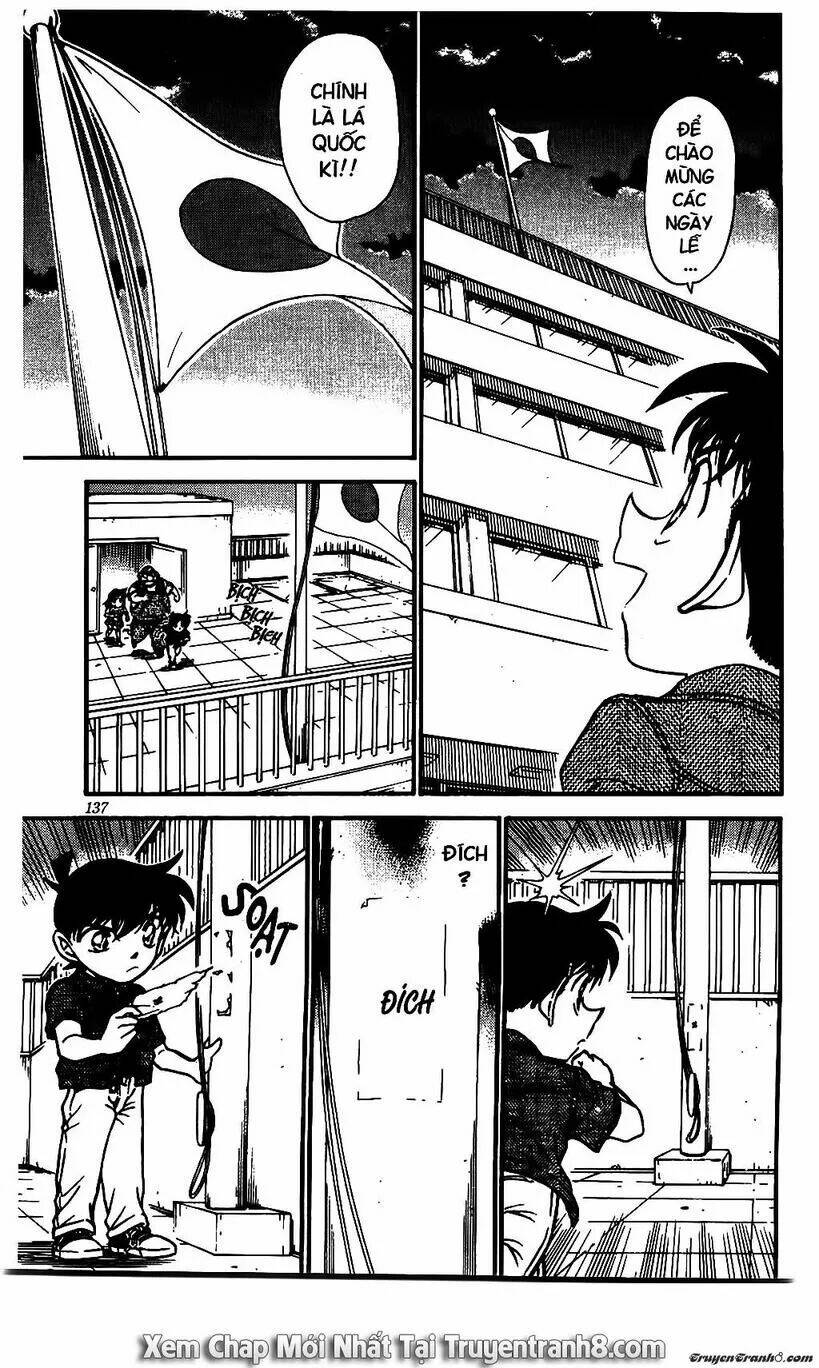 ĐỂ
CHÀO
MỪNG
CÁC
NGÀY
LỄ
...
CHÍNH
LÀ LÁ
QUỐC
KÌ!!
BỊCH
BỊCH
BỊCH
137
ĐÍCH
?
ĐÍCH
SOẠT
Xem Chap Mới Nhất Tại Truyentranh8.com
TruyenTranh8.com